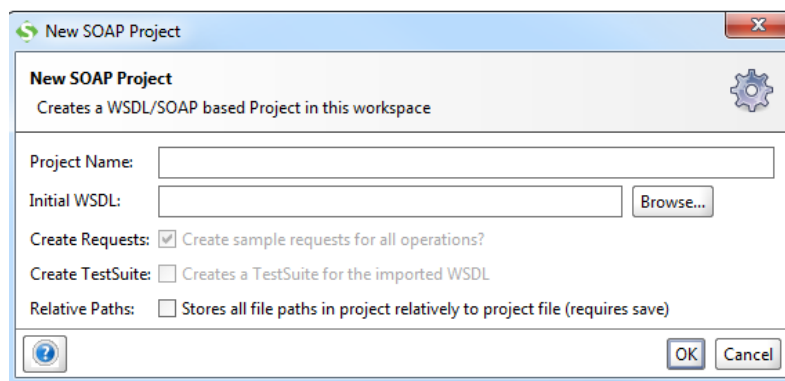 New SOAP Project
New SOAP Project
Creates a WSDL/SOAP based Project in this workspace
Project Name:
Initial WSDL:
Browse...
Create Requests: Create sample requests for all operations?
Create TestSuite: Creates a TestSuite for the imported WSDL
Relative Paths: Stores all file paths in project relatively to project file (requires save)
OK Cancel